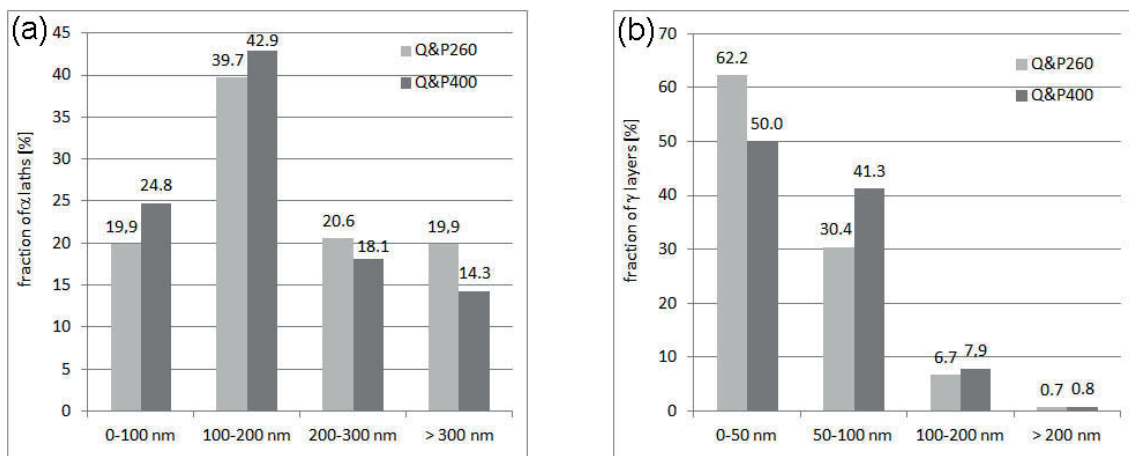 (a)
fraction of α laths [%]
45
40
35
30
25
20
15
10
5
0
Q&P260
Q&P400
19,9
24.8
39.7
42.9
20.6
18.1
19,9
14.3
0-100 nm
100-200 nm
200-300 nm
> 300 nm
(b)
fraction of γ layers [%]
70
60
50
40
30
20
10
0
Q&P260
Q&P400
62.2
50.0
30.4
41.3
6.7
7.9
0.7
0.8
0-50 nm
50-100 nm
100-200 nm
> 200 nm